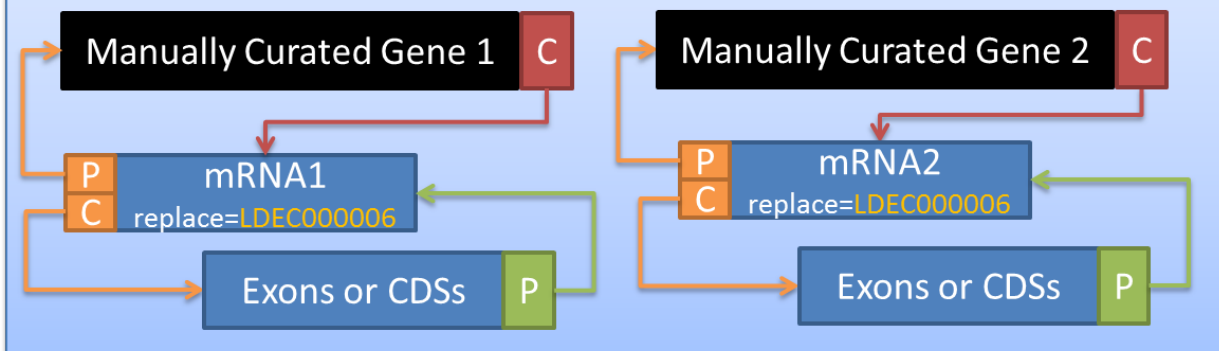 Manually Curated Gene 1 C
P mRNA1
C replace=LDEC000006
Exons or CDSs P
Manually Curated Gene 2 C
P mRNA2
C replace=LDEC000006
Exons or CDSs P